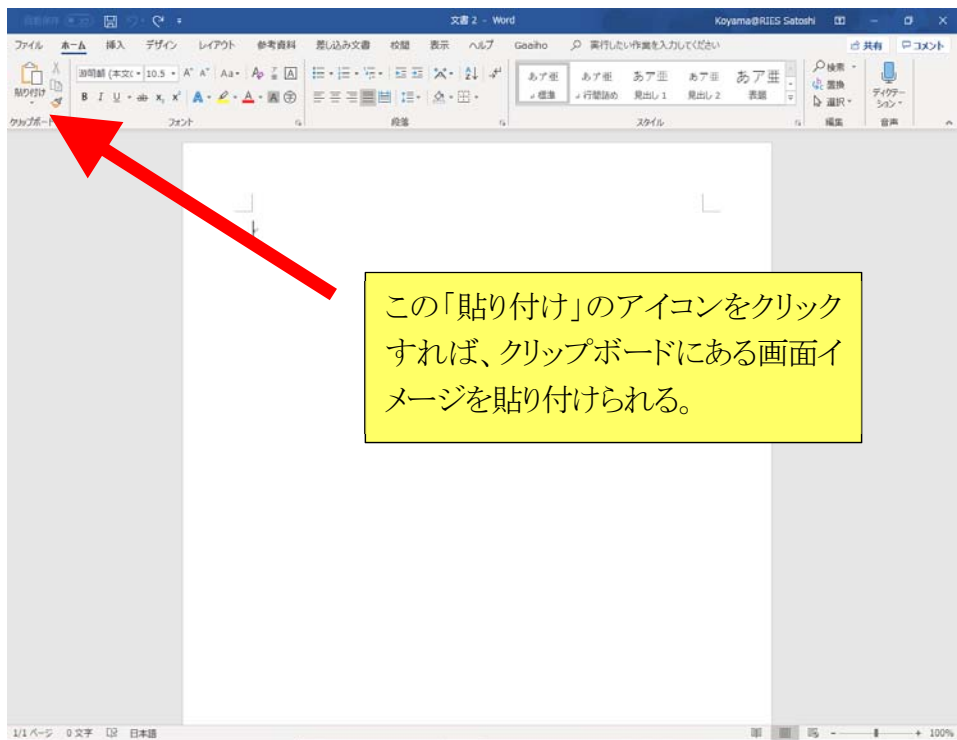 自動保存 文書 2 - Word Koyama@RIES Satoshi
ファイル ホーム 挿入 デザイン レイアウト 参考資料 差し込み文書 校閲 表示 ヘルプ Gaaiho 実行したい作業を入力してください 共有 コメント
貼り付け 游明朝 (本文( 10.5 A A Aa A
B I U ab x x A A A 字
あア亜 あア亜 あア亜 あア亜 あア亜
標準 行間詰め 見出し 1 見出し 2 表題
検索
置換
選択
ディクテー
ション
クリップボード フォント 段落 スタイル 編集 音声
この「貼り付け」のアイコンをクリック
すれば、クリップボードにある画面イ
メージを貼り付けられる。
1/1 ページ 0 文字 日本語 100%